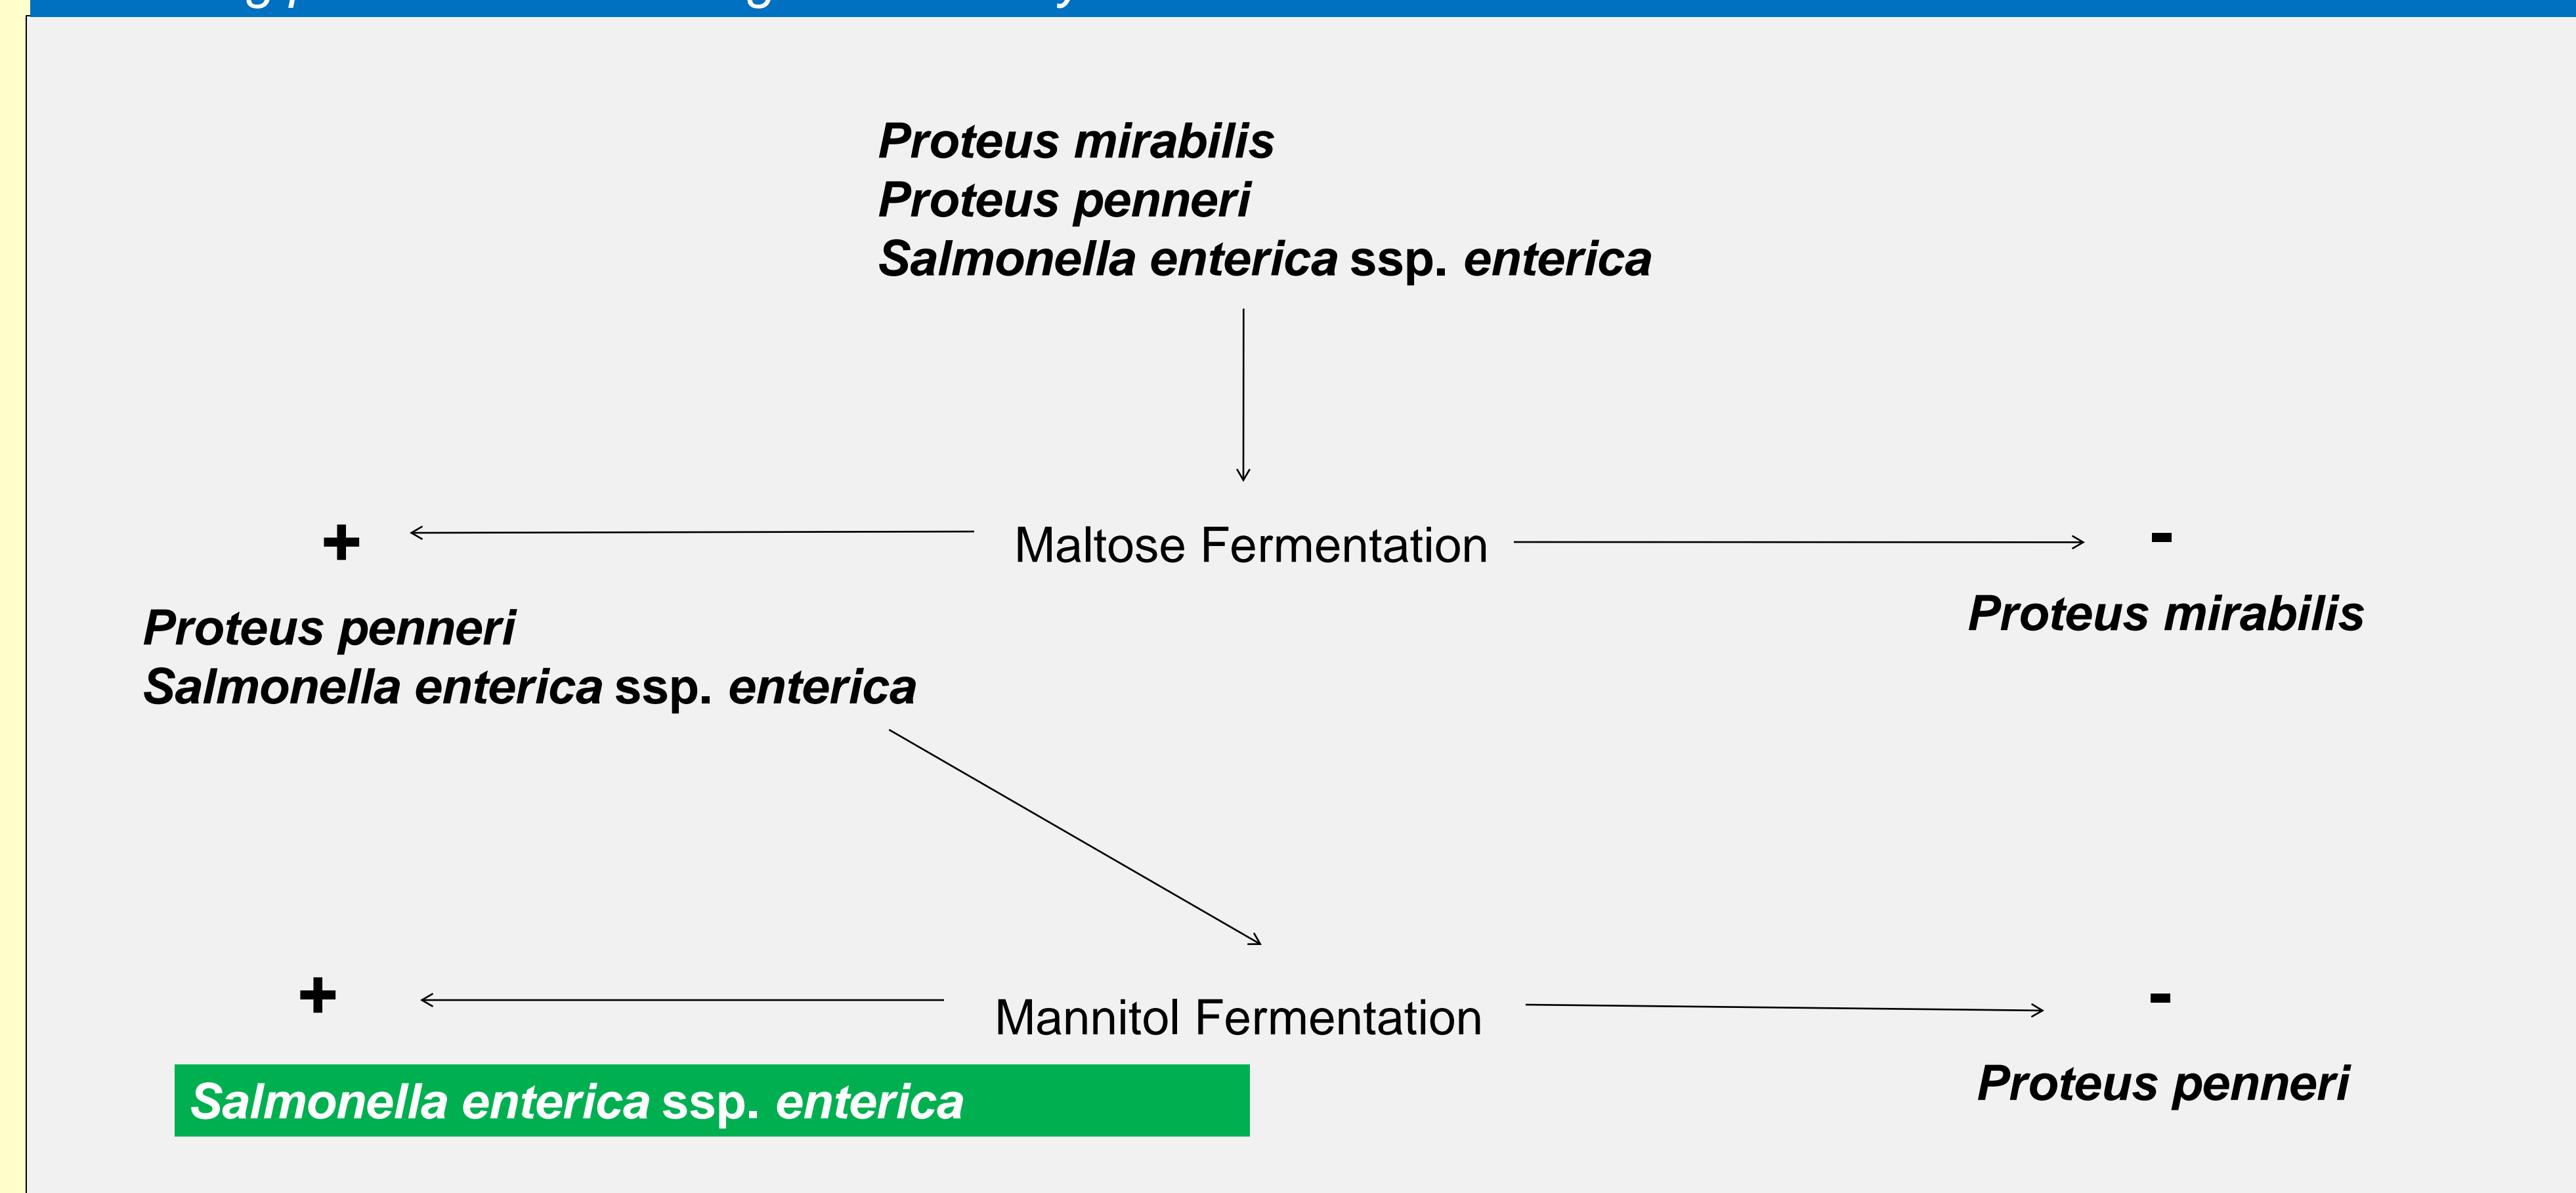 Proteus mirabilis
Proteus penneri
Salmonella enterica ssp. enterica
+
Maltose Fermentation
-
Proteus penneri
Salmonella enterica ssp. enterica
Proteus mirabilis
+
Mannitol Fermentation
-
Salmonella enterica ssp. enterica
Proteus penneri